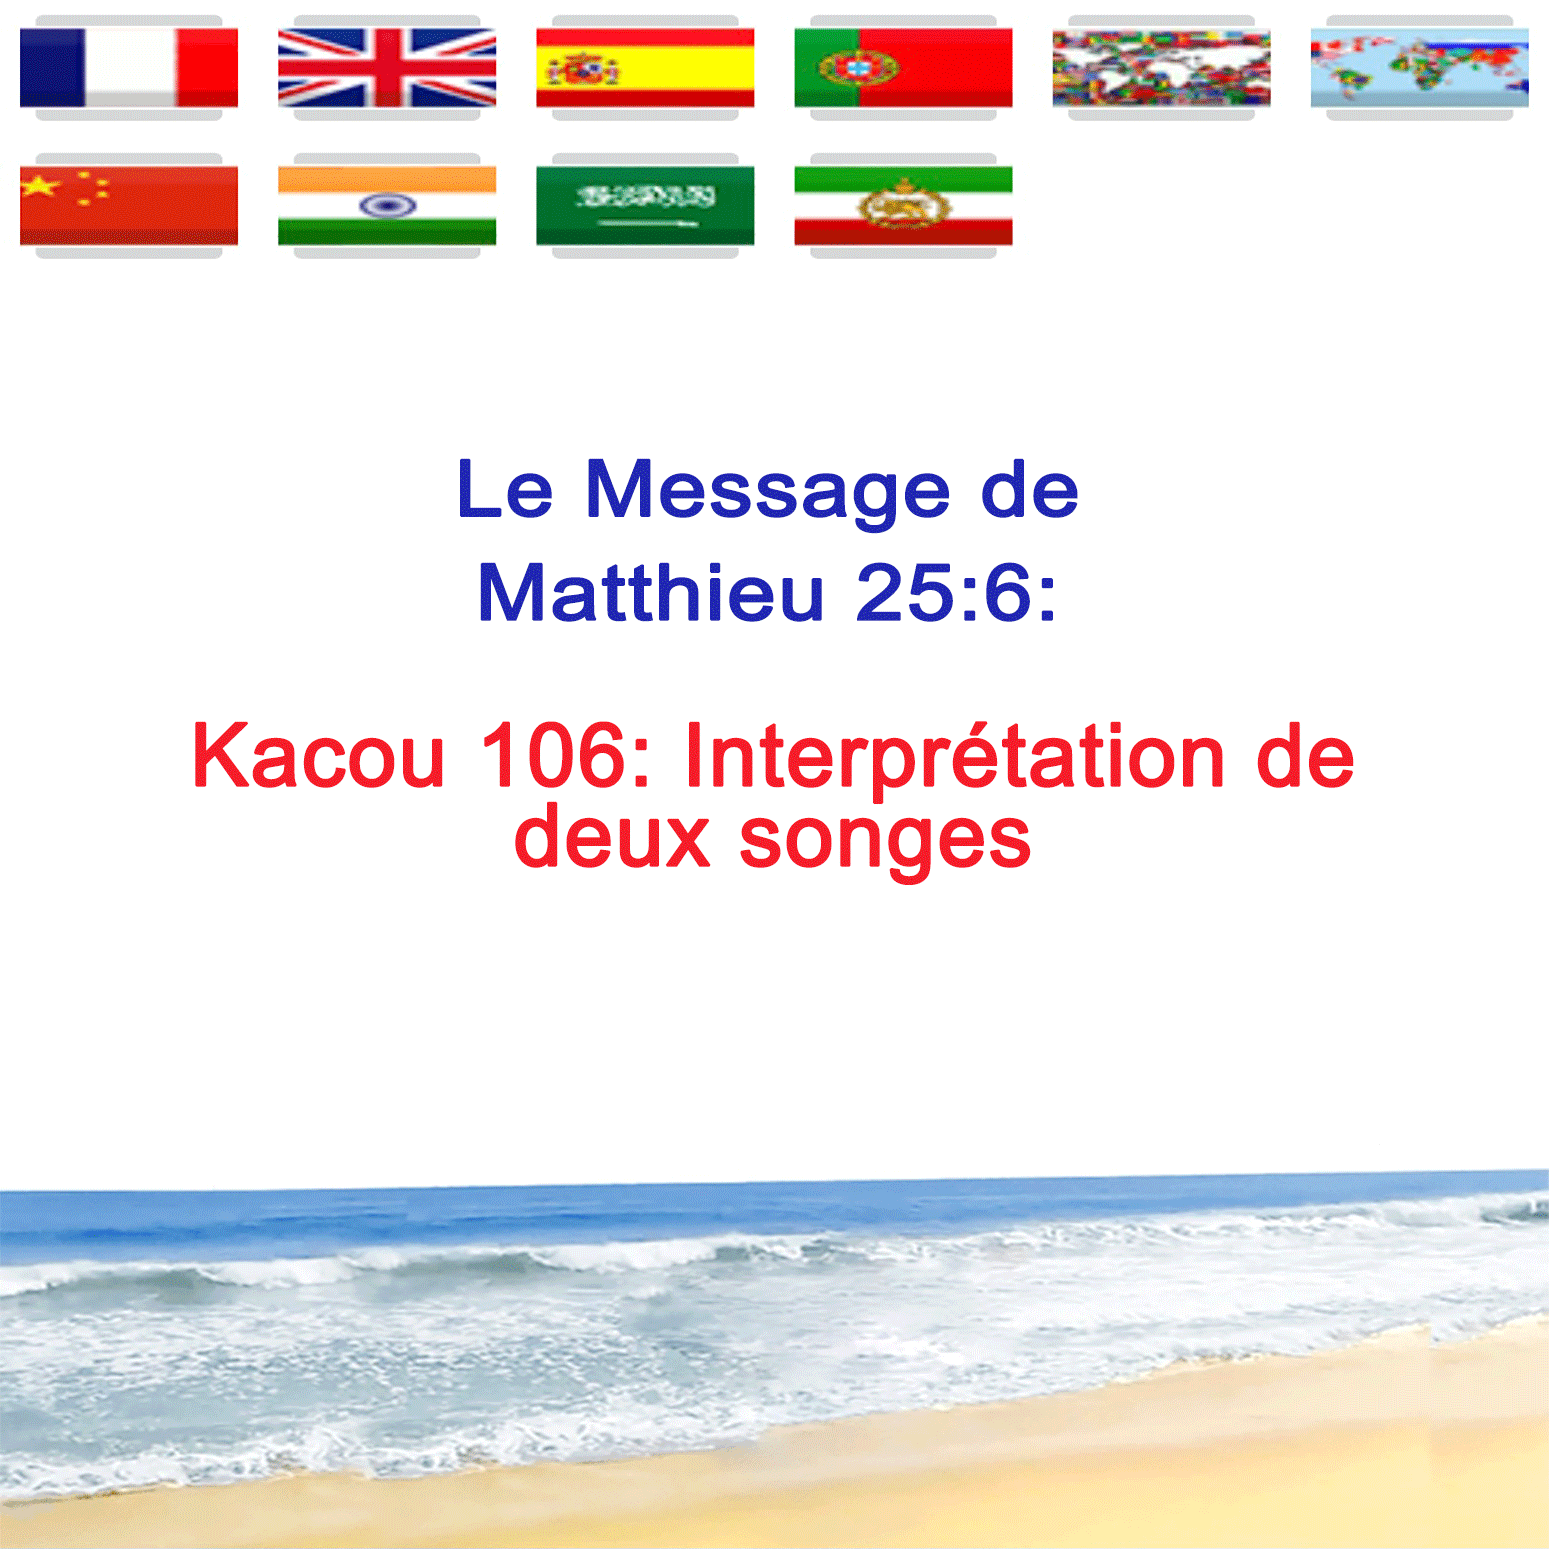 Le Message de
Matthieu 25:6:
Kacou 106: Interprétation de
deux songes